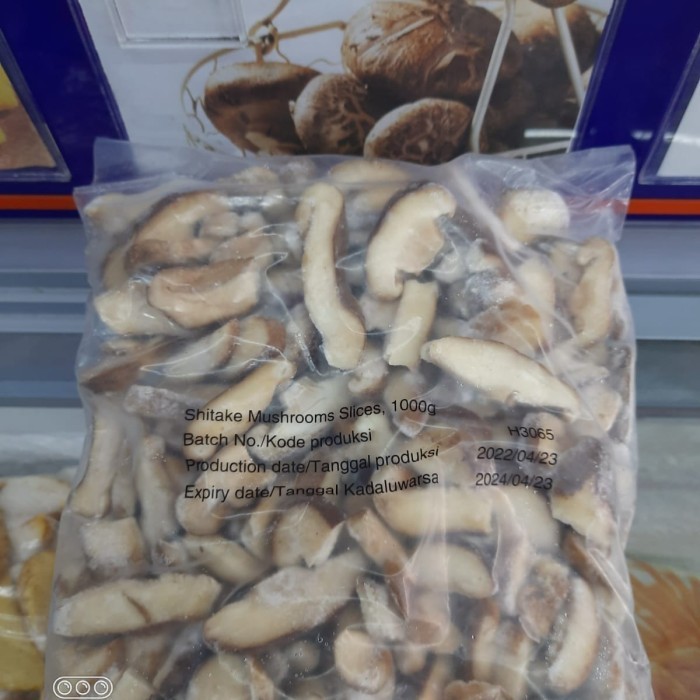 Shitake Mushrooms Slices, 1000g
Batch No./Kode produksi H3065
Production date/Tanggal produksi 2022/04/23
Expiry date/Tanggal Kadaluwarsa 2024/04/23